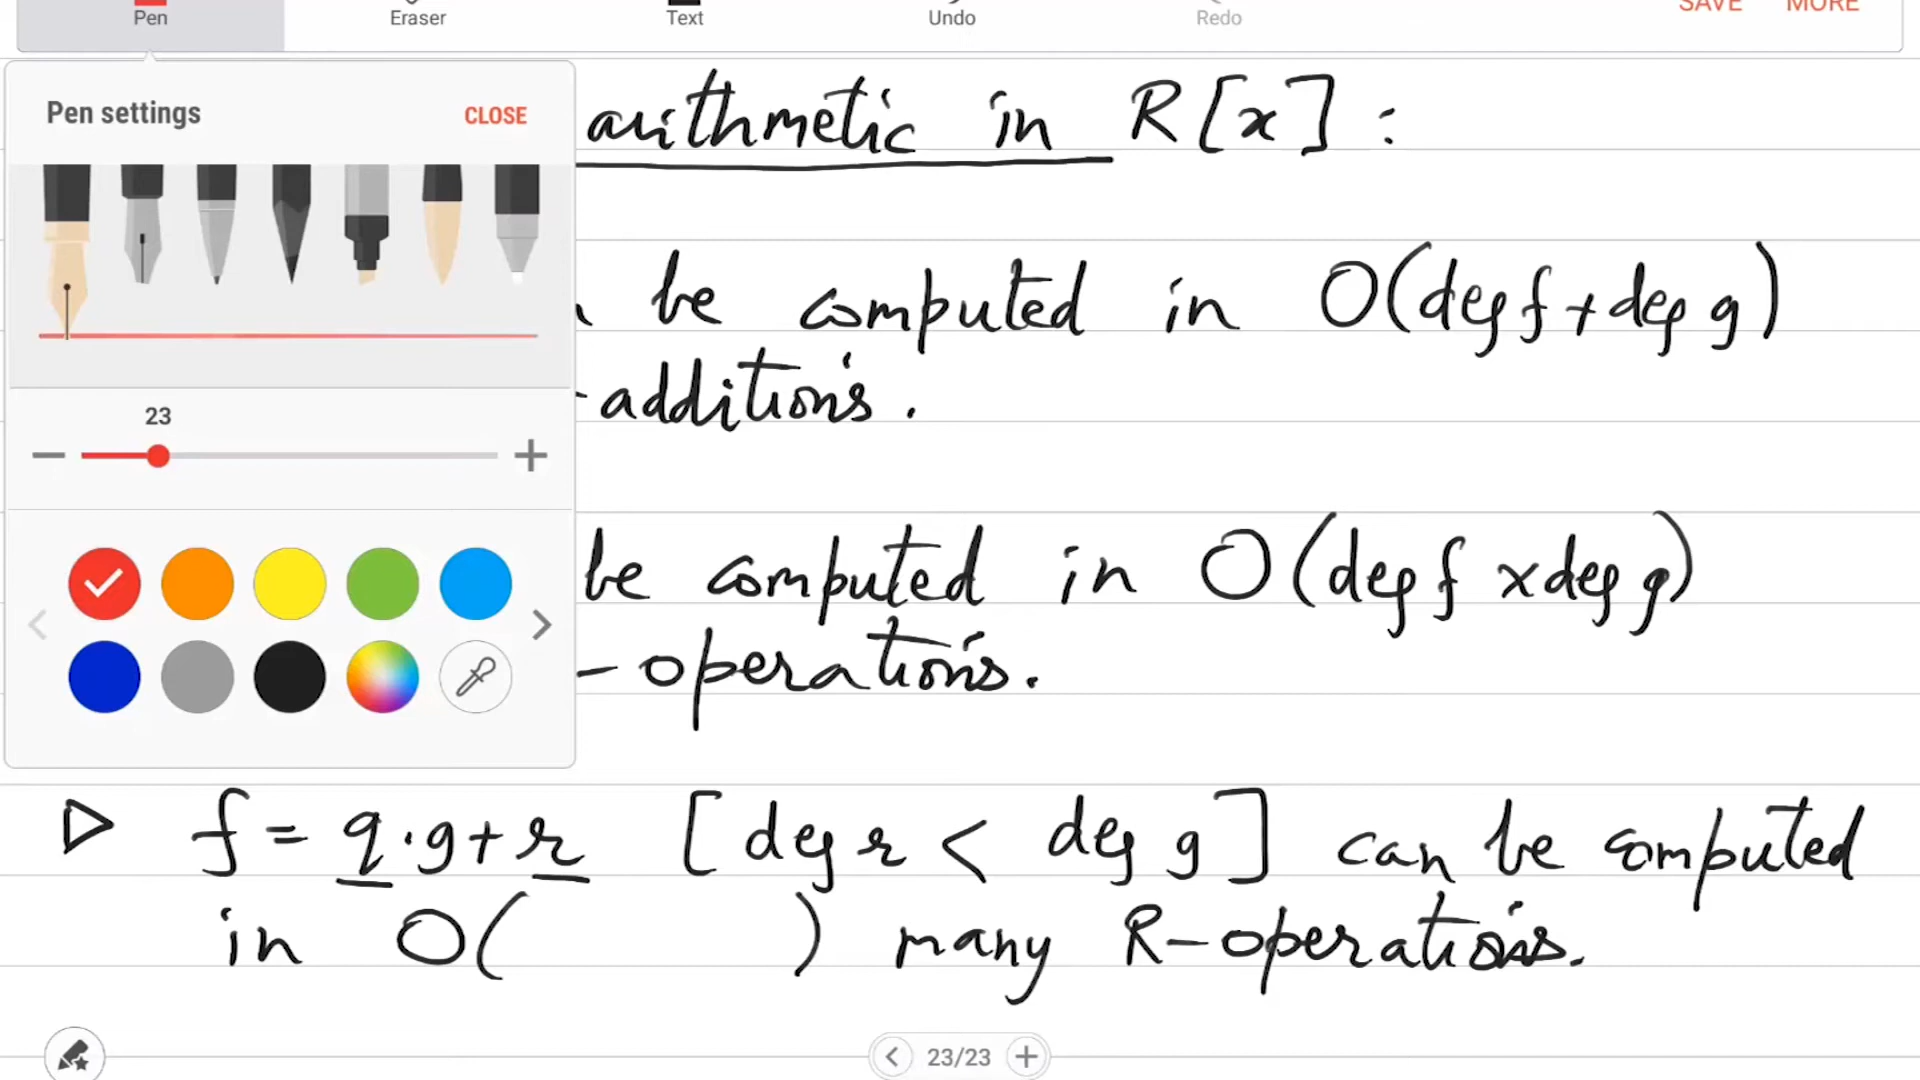 Pen Eraser Text Undo Redo SAVE MORE
Pen settings CLOSE
arithmetic in R[x] :
be computed in O(deg f + deg g)
-additions.
23
be computed in O(deg f x deg g)
- operations.
▷ f = q·g + r [deg r < deg g] can be computed
in O( ) many R-operations.
23/23